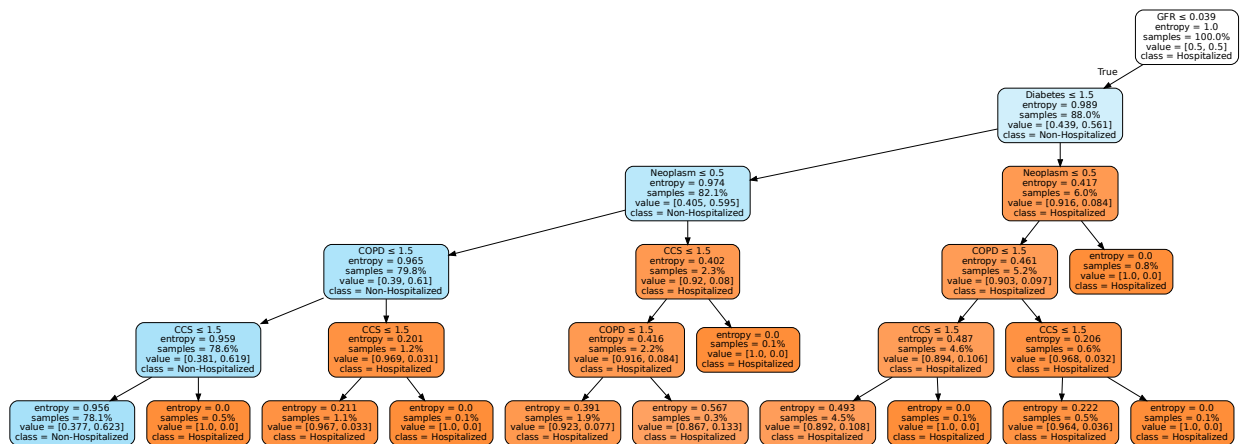 GFR ≤ 0.039
entropy = 1.0
samples = 100.0%
value = [0.5, 0.5]
class = Hospitalized
True
Diabetes ≤ 1.5
entropy = 0.989
samples = 88.0%
value = [0.439, 0.561]
class = Non-Hospitalized
Neoplasm ≤ 0.5
entropy = 0.974
samples = 82.1%
value = [0.405, 0.595]
class = Non-Hospitalized
Neoplasm ≤ 0.5
entropy = 0.417
samples = 6.0%
value = [0.916, 0.084]
class = Hospitalized
COPD ≤ 1.5
entropy = 0.965
samples = 79.8%
value = [0.39, 0.61]
class = Non-Hospitalized
CCS ≤ 1.5
entropy = 0.402
samples = 2.3%
value = [0.92, 0.08]
class = Hospitalized
COPD ≤ 1.5
entropy = 0.461
samples = 5.2%
value = [0.903, 0.097]
class = Hospitalized
entropy = 0.0
samples = 0.8%
value = [1.0, 0.0]
class = Hospitalized
CCS ≤ 1.5
entropy = 0.959
samples = 78.6%
value = [0.381, 0.619]
class = Non-Hospitalized
CCS ≤ 1.5
entropy = 0.201
samples = 1.2%
value = [0.969, 0.031]
class = Hospitalized
COPD ≤ 1.5
entropy = 0.416
samples = 2.2%
value = [0.916, 0.084]
class = Hospitalized
entropy = 0.0
samples = 0.1%
value = [1.0, 0.0]
class = Hospitalized
CCS ≤ 1.5
entropy = 0.487
samples = 4.6%
value = [0.894, 0.106]
class = Hospitalized
CCS ≤ 1.5
entropy = 0.206
samples = 0.6%
value = [0.968, 0.032]
class = Hospitalized
entropy = 0.956
samples = 78.1%
value = [0.377, 0.623]
class = Non-Hospitalized
entropy = 0.0
samples = 0.5%
value = [1.0, 0.0]
class = Hospitalized
entropy = 0.211
samples = 1.1%
value = [0.967, 0.033]
class = Hospitalized
entropy = 0.0
samples = 0.1%
value = [1.0, 0.0]
class = Hospitalized
entropy = 0.391
samples = 1.9%
value = [0.923, 0.077]
class = Hospitalized
entropy = 0.567
samples = 0.3%
value = [0.867, 0.133]
class = Hospitalized
entropy = 0.493
samples = 4.5%
value = [0.892, 0.108]
class = Hospitalized
entropy = 0.0
samples = 0.1%
value = [1.0, 0.0]
class = Hospitalized
entropy = 0.222
samples = 0.5%
value = [0.964, 0.036]
class = Hospitalized
entropy = 0.0
samples = 0.1%
value = [1.0, 0.0]
class = Hospitalized